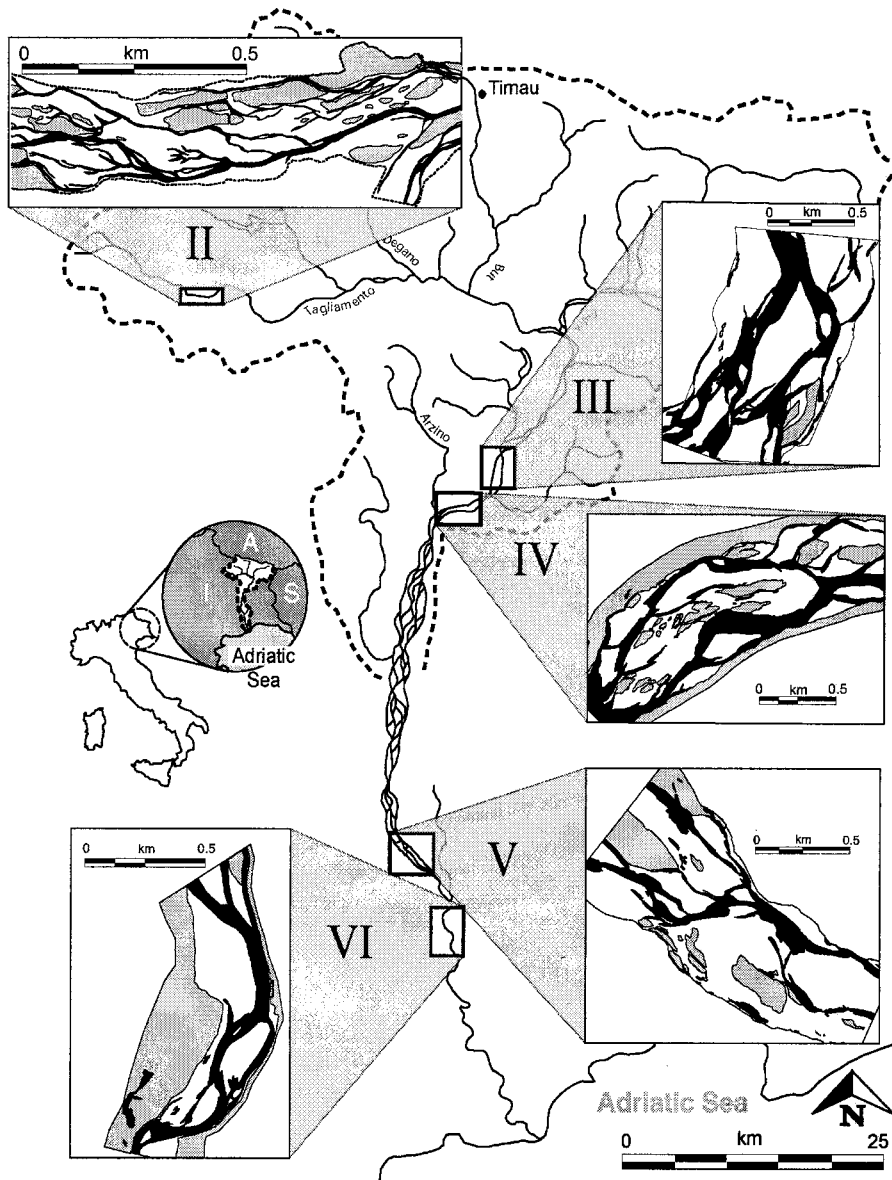 0 km 0.5
Timau
II
Degano
But
Tagliamento
0 km 0.5
III
Arzino
IV
A
I
S
Adriatic
Sea
0 km 0.5
V
0 km 0.5
0 km 0.5
VI
Adriatic Sea
N
0 km 25